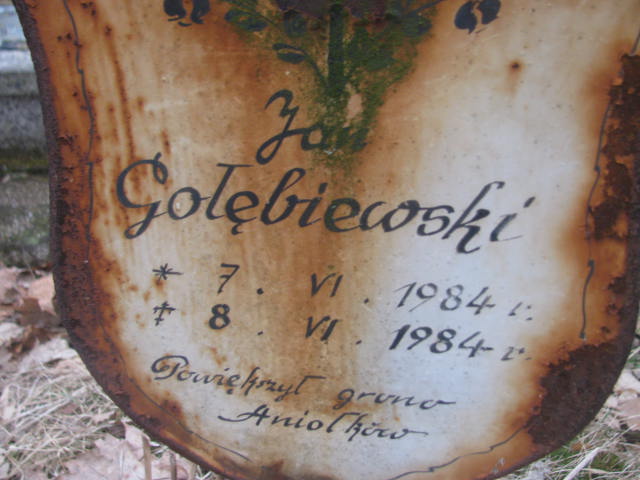 Jan
Gołębiewski
* 7. VI. 1984 r.
‡ 8. VI. 1984 r.
Powiększył grono
Aniołków